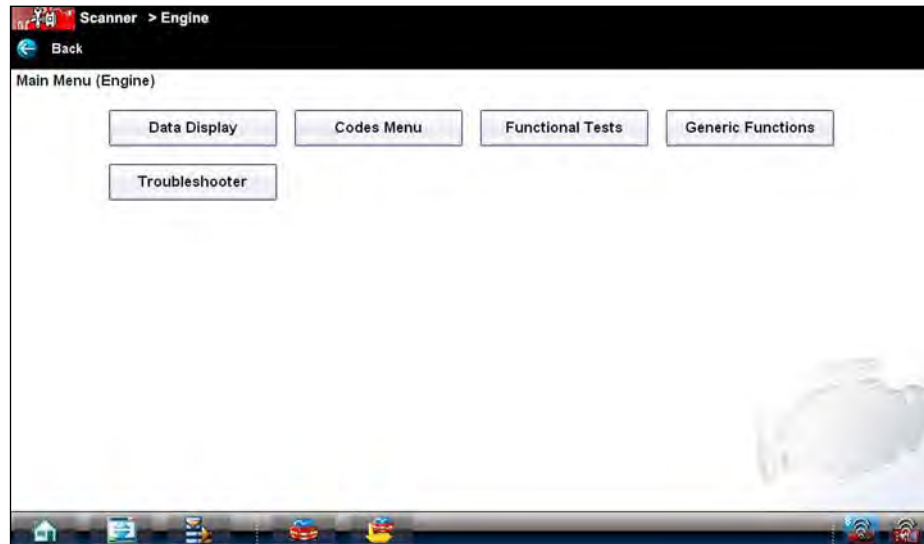 Scanner > Engine
Back
Main Menu (Engine)
Data Display Codes Menu Functional Tests Generic Functions
Troubleshooter